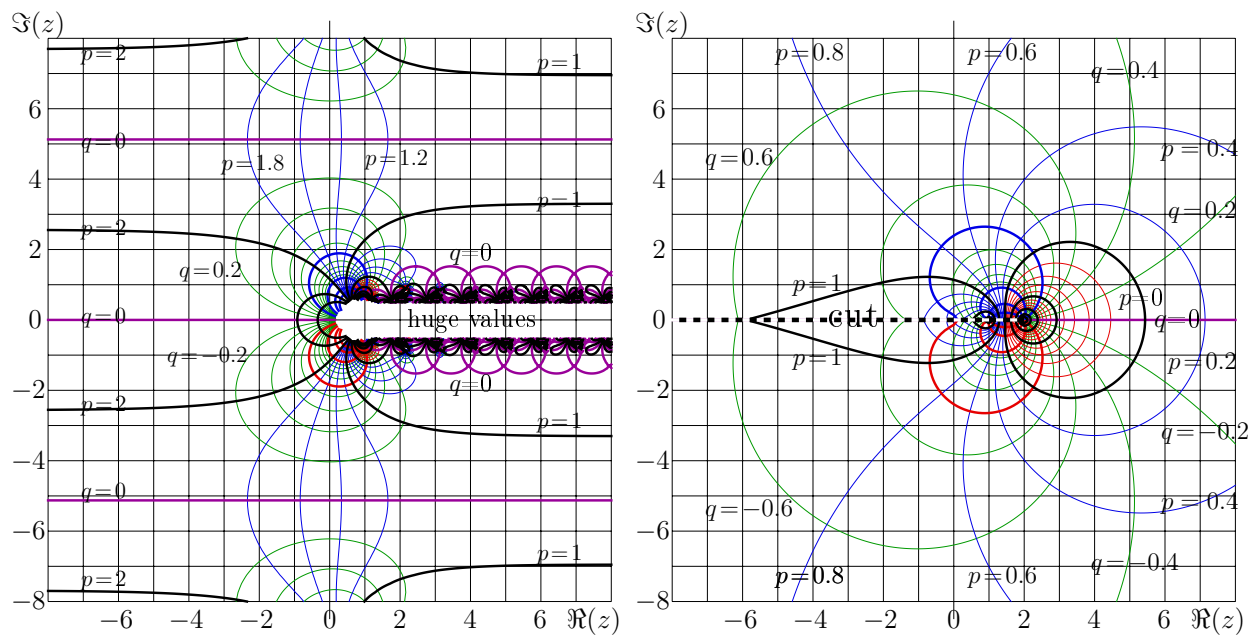 ℑ(z)
p=2
p=1
6
q=0
p=1.8
p=1.2
4
p=1
p=2
2
q=0.2
q=0
0
q=0
huge values
q=−0.2
−2
q=0
p=2
p=1
−4
q=0
−6
p=2
p=1
−8
−6 −4 −2 0 2 4 6 ℜ(z)
ℑ(z)
p=0.8
p=0.6
q=0.4
6
q=0.6
p=0.4
4
q=0.2
2
p=1
p=0
0
cut
q=0
p=1
p=0.2
−2
q=−0.2
−4
q=−0.6
p=0.4
−6
q=−0.4
p=0.8
p=0.6
−8
−6 −4 −2 0 2 4 6 ℜ(z)